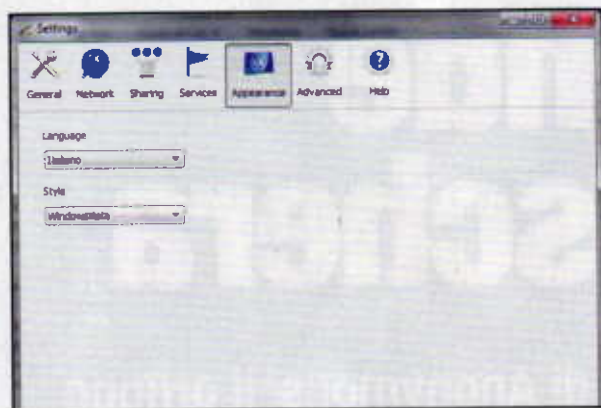 Settings
General Network Sharing Services Appearance Advanced Help
Language
Italiano
Style
WindowsVista